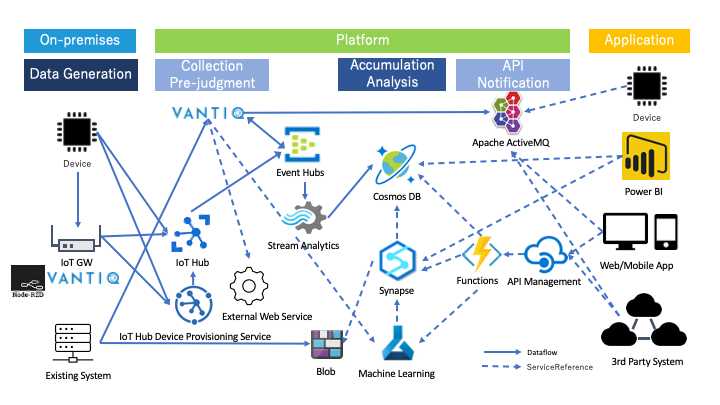 On-premises
Platform
Application
Data Generation
Collection
Pre-judgment
Accumulation
Analysis
API
Notification
VANTIQ
Device
Event Hubs
Apache ActiveMQ
Device
Cosmos DB
Power BI
Stream Analytics
IoT GW
IoT Hub
Node-RED
VANTIQ
Synapse
Functions
API Management
Web/Mobile App
External Web Service
IoT Hub Device Provisioning Service
Existing System
Blob
Machine Learning
Dataflow
ServiceReference
3rd Party System